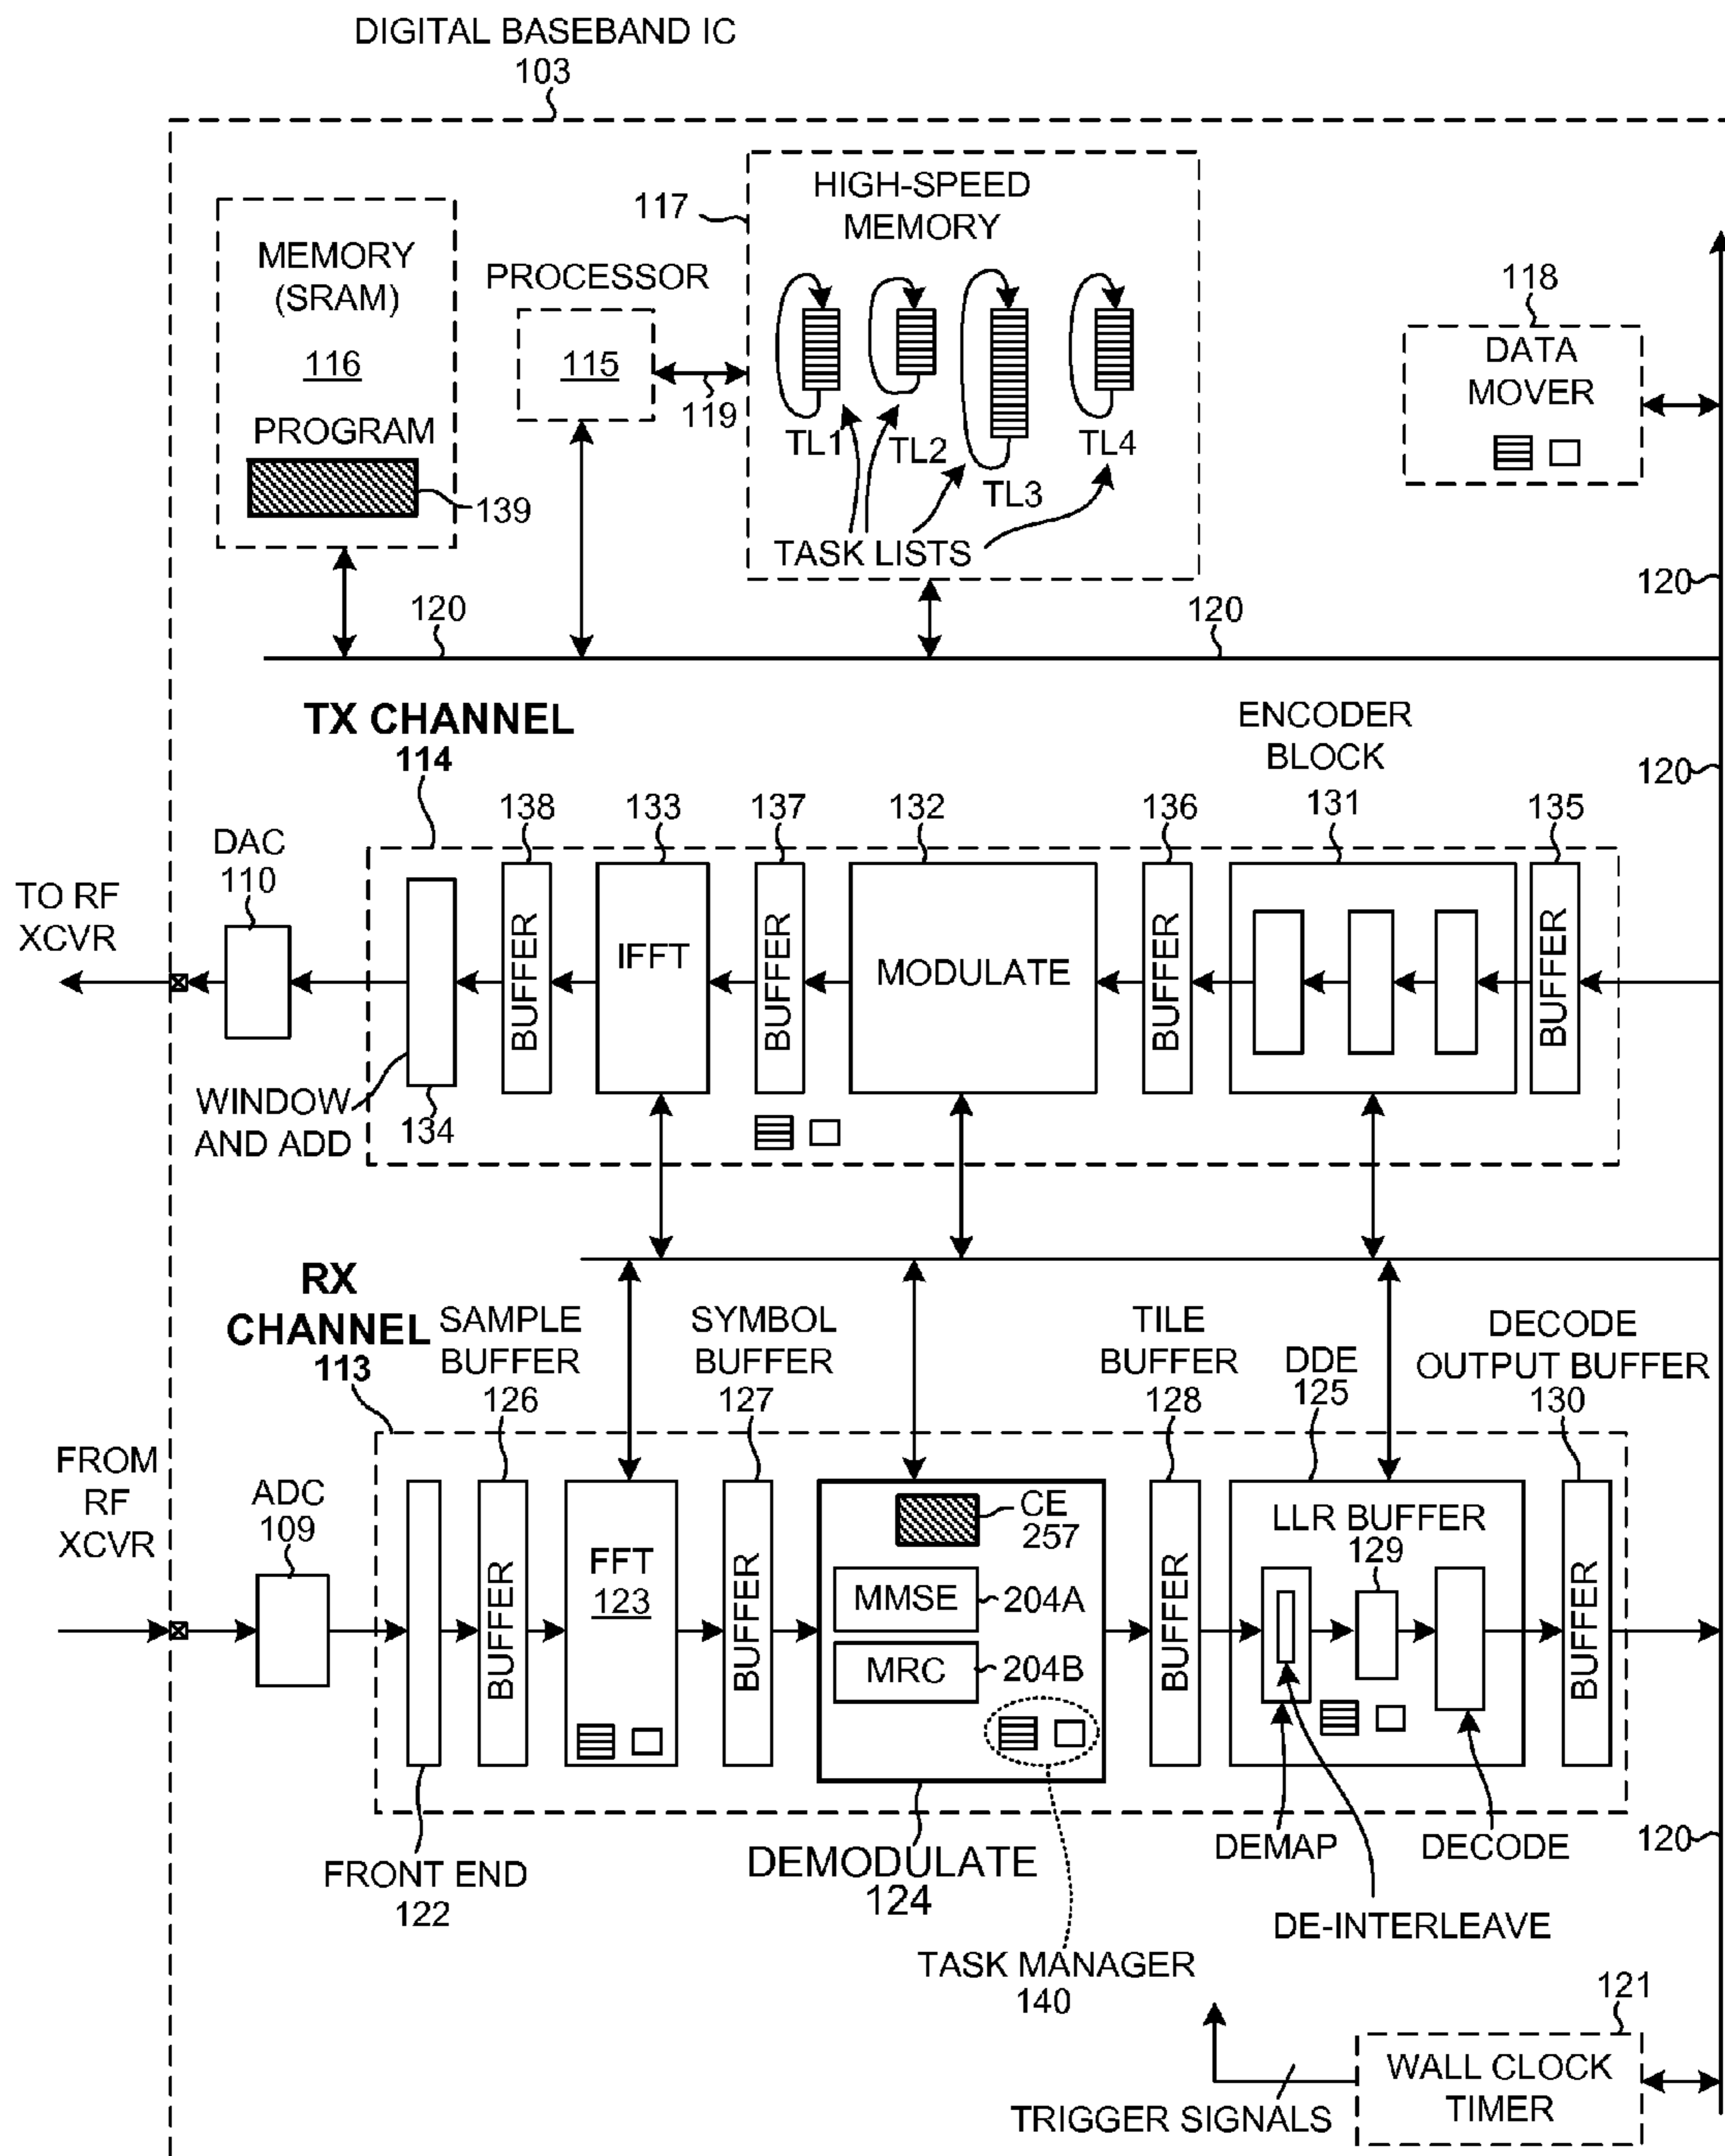 DIGITAL BASEBAND IC
103
MEMORY
(SRAM)
116
PROGRAM
139
PROCESSOR
115
119
117
HIGH-SPEED
MEMORY
TL1
TL2
TL3
TL4
TASK LISTS
118
DATA
MOVER
120
120
120
120
TX CHANNEL
114
ENCODER
BLOCK
138
133
137
132
136
131
135
DAC
110
TO RF
XCVR
BUFFER
IFFT
BUFFER
MODULATE
BUFFER
BUFFER
WINDOW
AND ADD
134
RX
CHANNEL
113
SAMPLE
BUFFER
126
SYMBOL
BUFFER
127
TILE
BUFFER
128
DDE
125
DECODE
OUTPUT BUFFER
130
FROM
RF
XCVR
ADC
109
BUFFER
FFT
123
BUFFER
CE
257
MMSE
204A
MRC
204B
BUFFER
LLR BUFFER
129
BUFFER
FRONT END
122
DEMODULATE
124
DEMAP
DECODE
120
DE-INTERLEAVE
TASK MANAGER
140
121
WALL CLOCK
TIMER
TRIGGER SIGNALS